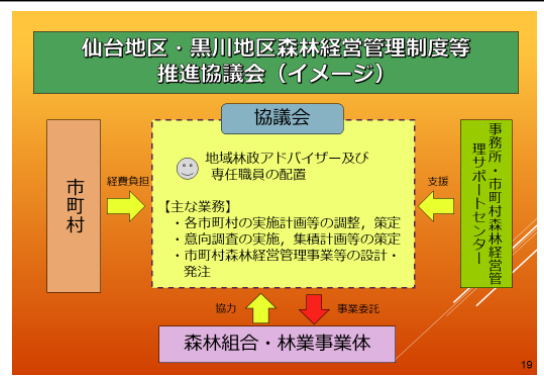 仙台地区・黒川地区森林経営管理制度等
推進協議会（イメージ）
協議会
市町村
経費負担
地域林政アドバイザー及び
専任職員の配置
【主な業務】
・各市町村の実施計画等の調整，策定
・意向調査の実施，集積計画等の策定
・市町村森林経営管理事業等の設計・
発注
支援
事務所・市町村森林経営管
理サポートセンター
協力
事業委託
森林組合・林業事業体
19